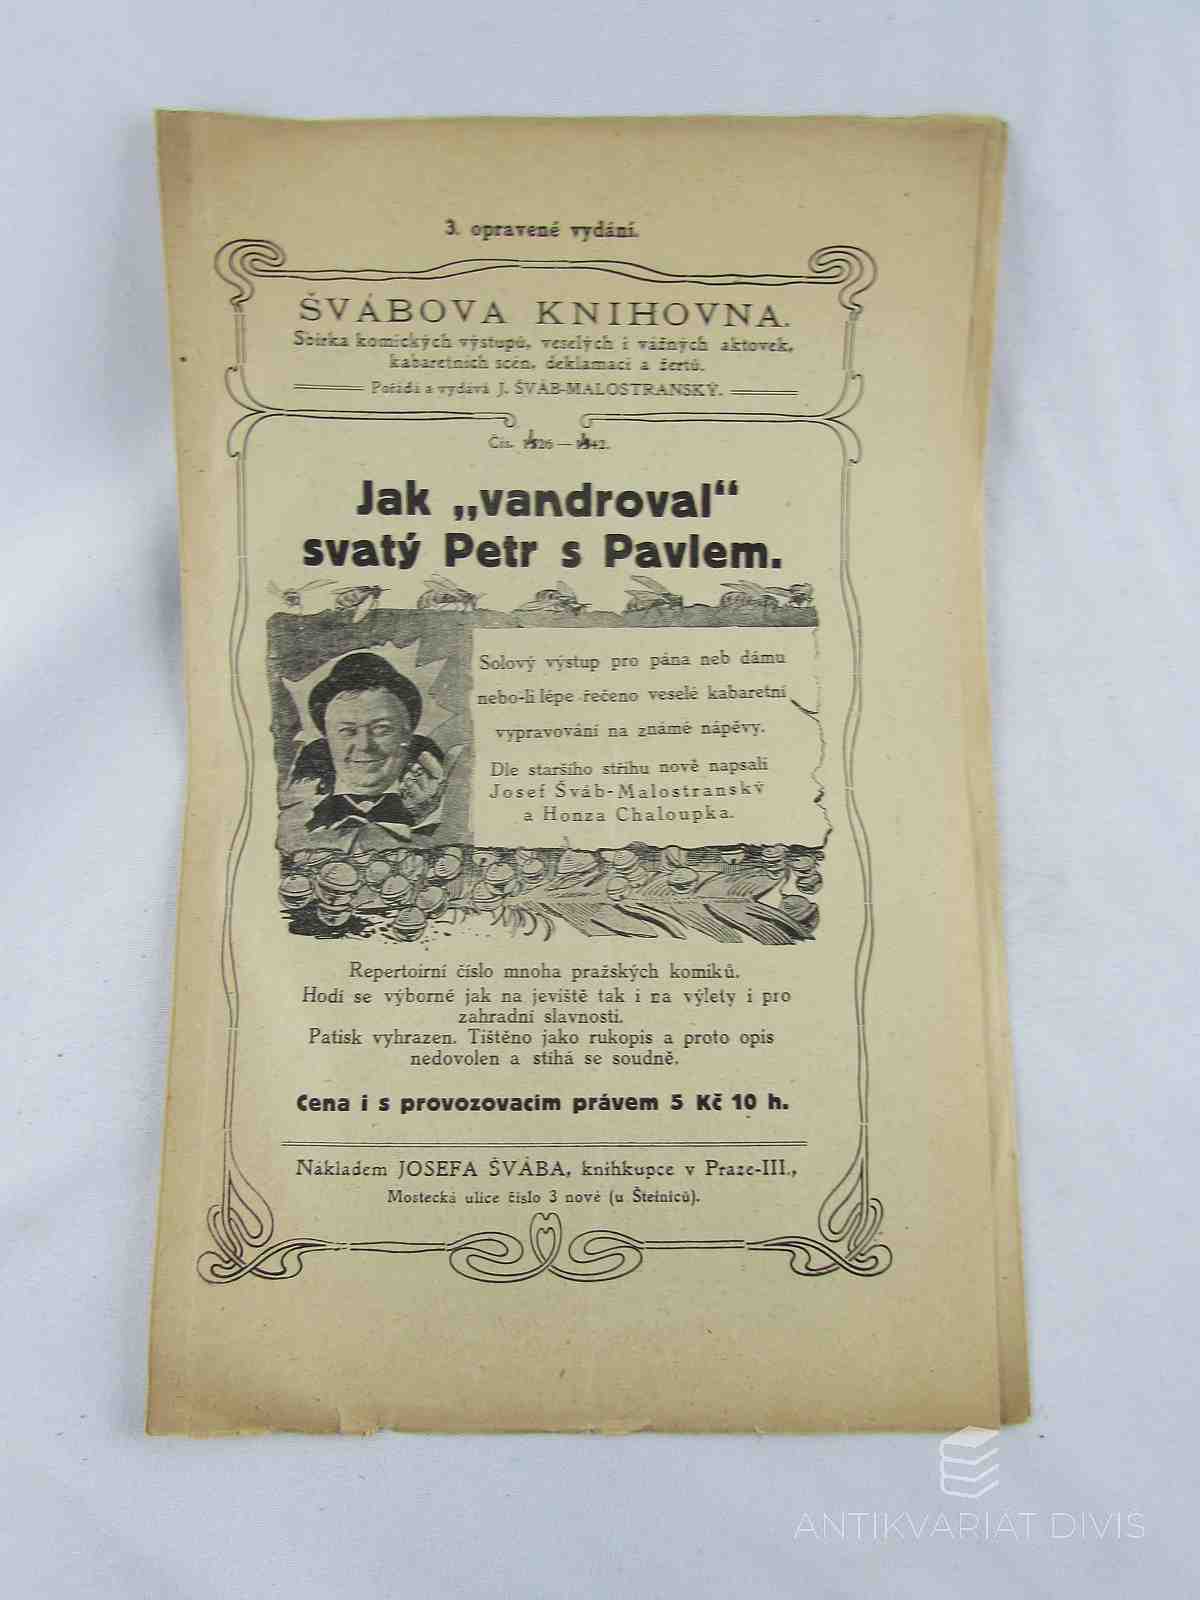 3. opravené vydání.
ŠVÁBOVA KNIHOVNA.
Sbírka komických výstupů, veselých i vážných aktovek,
kabaretních scén, deklamací a žertů.
Pořádá a vydává J. ŠVÁB-MALOSTRANSKÝ.
Čís.
Jak „vandroval“
svatý Petr s Pavlem.
Solový výstup pro pána neb dámu
nebo-li lépe řečeno veselé kabaretní
vypravování na známé nápěvy.
Dle staršího střihu nově napsali
Josef Šváb-Malostranský
a Honza Chaloupka.
Repertoirní číslo mnoha pražských komiků.
Hodí se výborně jak na jeviště tak i na výlety i pro
zahradní slavnosti.
Patisk vyhrazen. Tištěno jako rukopis a proto opis
nedovolen a stíhá se soudně.
Cena i s provozovacím právem 5 Kč 10 h.
Nákladem JOSEFA ŠVÁBA, knihkupce v Praze-III.,
Mostecká ulice číslo 3 nové (u Šteiniců).
ANTIKVARIAT DIVIŠ